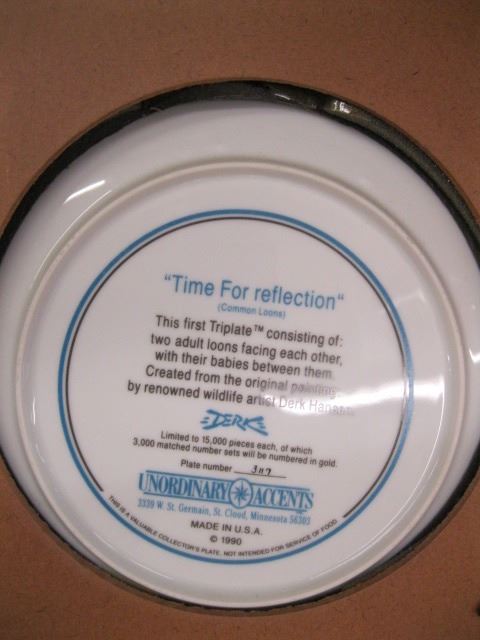 "Time For reflection"
(Common Loons)
This first Triplate™ consisting of:
two adult loons facing each other,
with their babies between them.
Created from the original painting
by renowned wildlife artist Derk Hansen
DERK
Limited to 15,000 pieces each, of which
3,000 matched number sets will be numbered in gold.
Plate number 307
UNORDINARY ACCENTS
3339 W. St. Germain, St. Cloud, Minnesota 56303
MADE IN U.S.A.
© 1990
THIS IS A VALUABLE COLLECTOR'S PLATE. NOT INTENDED FOR SERVICE OF FOOD